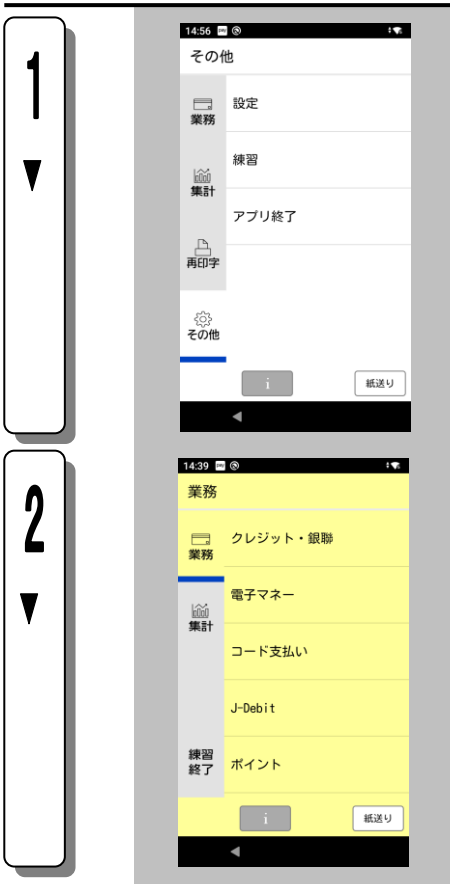 1
14:56
その他
設定
業務
練習
集計
アプリ終了
再印字
その他
i
紙送り
2
14:39
業務
クレジット・銀聯
業務
電子マネー
集計
コード支払い
J-Debit
練習
終了
ポイント
i
紙送り